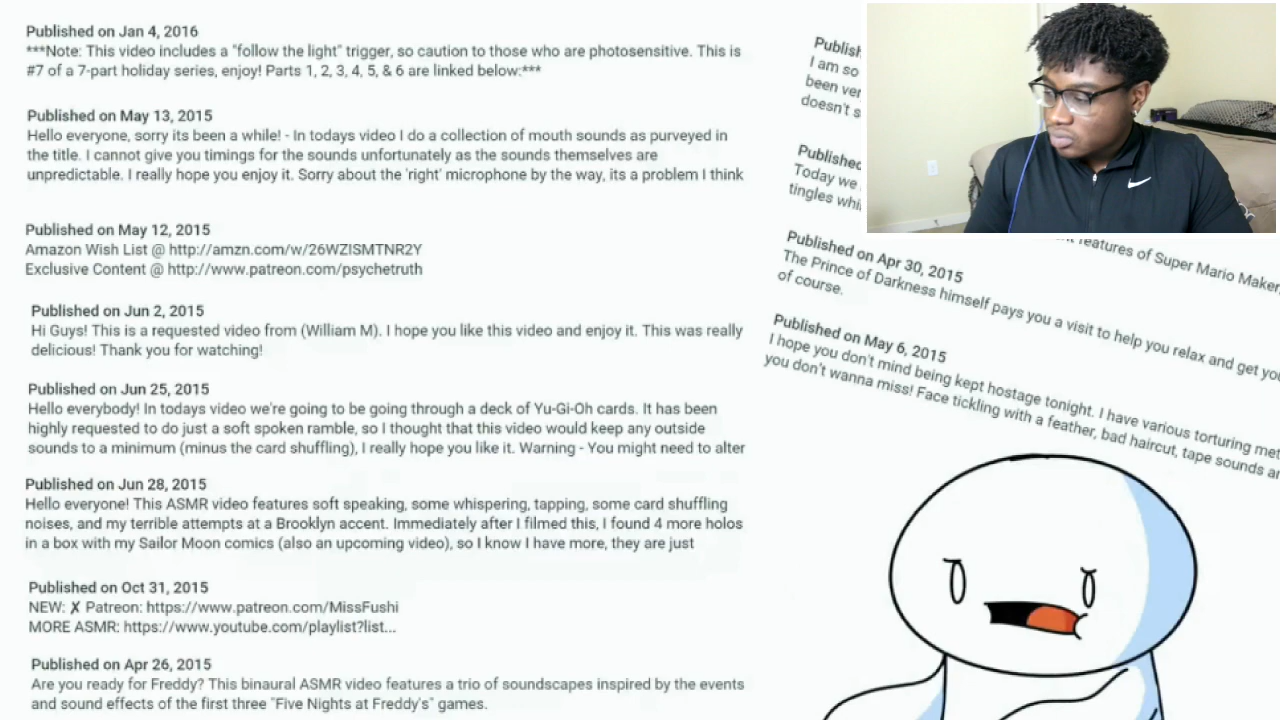 Published on Jan 4, 2016
***Note: This video includes a "follow the light" trigger, so caution to those who are photosensitive. This is
#7 of a 7-part holiday series, enjoy! Parts 1, 2, 3, 4, 5, & 6 are linked below:***
Published on May 13, 2015
Hello everyone, sorry its been a while! - In todays video I do a collection of mouth sounds as purveyed in
the title. I cannot give you timings for the sounds unfortunately as the sounds themselves are
unpredictable. I really hope you enjoy it. Sorry about the 'right' microphone by the way, its a problem I think
Published on May 12, 2015
Amazon Wish List @ http://amzn.com/w/26WZISMTNR2Y
Exclusive Content @ http://www.patreon.com/psychetruth
Published on Jun 2, 2015
Hi Guys! This is a requested video from (William M). I hope you like this video and enjoy it. This was really
delicious! Thank you for watching!
Published on Jun 25, 2015
Hello everybody! In todays video we're going to be going through a deck of Yu-Gi-Oh cards. It has been
highly requested to do just a soft spoken ramble, so I thought that this video would keep any outside
sounds to a minimum (minus the card shuffling), I really hope you like it. Warning - You might need to alter
Published on Jun 28, 2015
Hello everyone! This ASMR video features soft speaking, some whispering, tapping, some card shuffling
noises, and my terrible attempts at a Brooklyn accent. Immediately after I filmed this, I found 4 more holos
in a box with my Sailor Moon comics (also an upcoming video), so I know I have more, they are just
Published on Oct 31, 2015
NEW: ✗ Patreon: https://www.patreon.com/MissFushi
MORE ASMR: https://www.youtube.com/playlist?list...
Published on Apr 26, 2015
Are you ready for Freddy? This binaural ASMR video features a trio of soundscapes inspired by the events
and sound effects of the first three "Five Nights at Freddy's" games.
Publish
I am so
been ver
doesn't s
Published
Today we
tingles whi
features of Super Mario Maker,
Published on Apr 30, 2015
The Prince of Darkness himself pays you a visit to help you relax and get you
of course.
Published on May 6, 2015
I hope you don't mind being kept hostage tonight. I have various torturing met
you don't wanna miss! Face tickling with a feather, bad haircut, tape sounds an